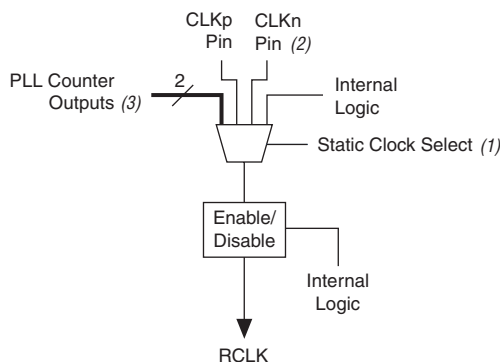 CLKp
Pin
CLKn
Pin (2)
PLL Counter
Outputs (3)
2
Internal
Logic
Static Clock Select (1)
Enable/
Disable
Internal
Logic
RCLK